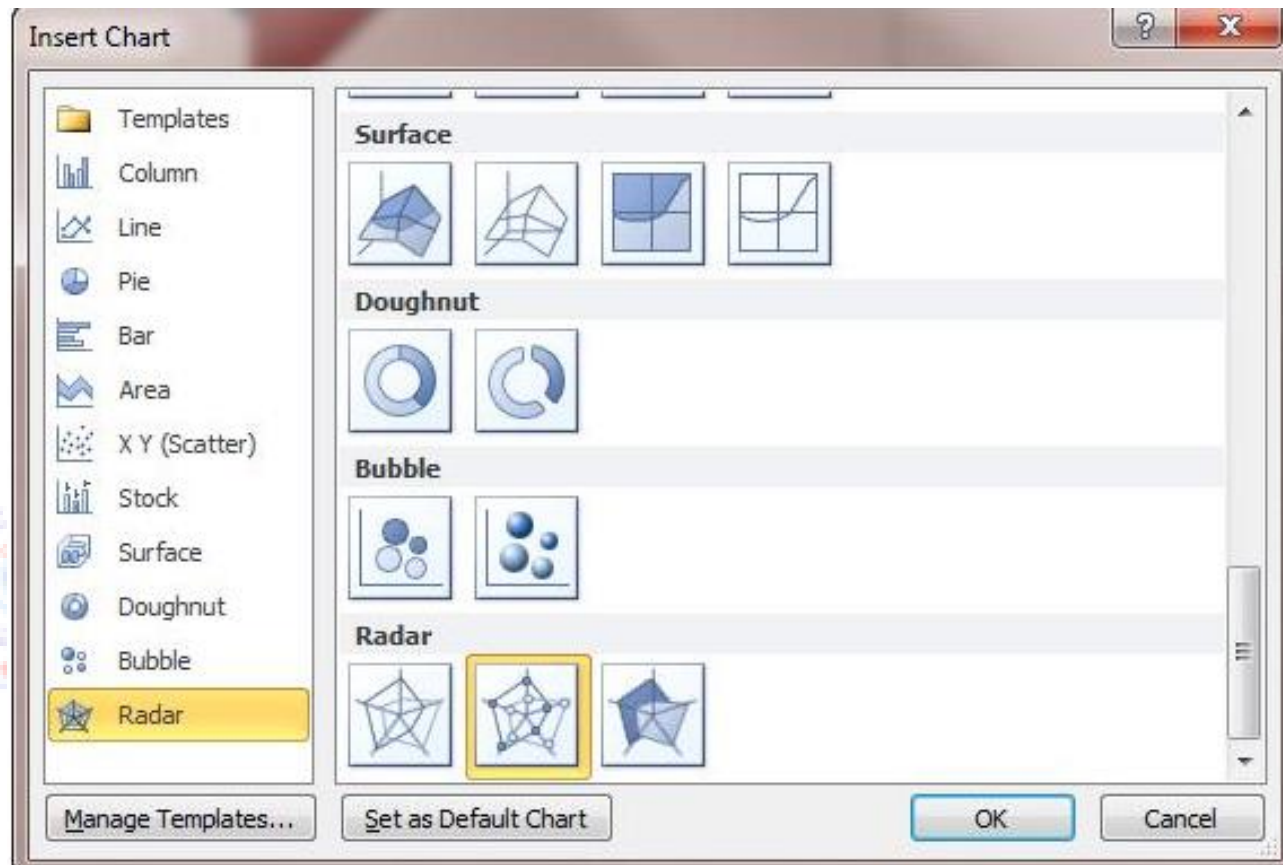 Insert Chart
Templates
Column
Line
Pie
Bar
Area
X Y (Scatter)
Stock
Surface
Doughnut
Bubble
Radar
Surface
Doughnut
Bubble
Radar
Manage Templates...
Set as Default Chart
OK
Cancel